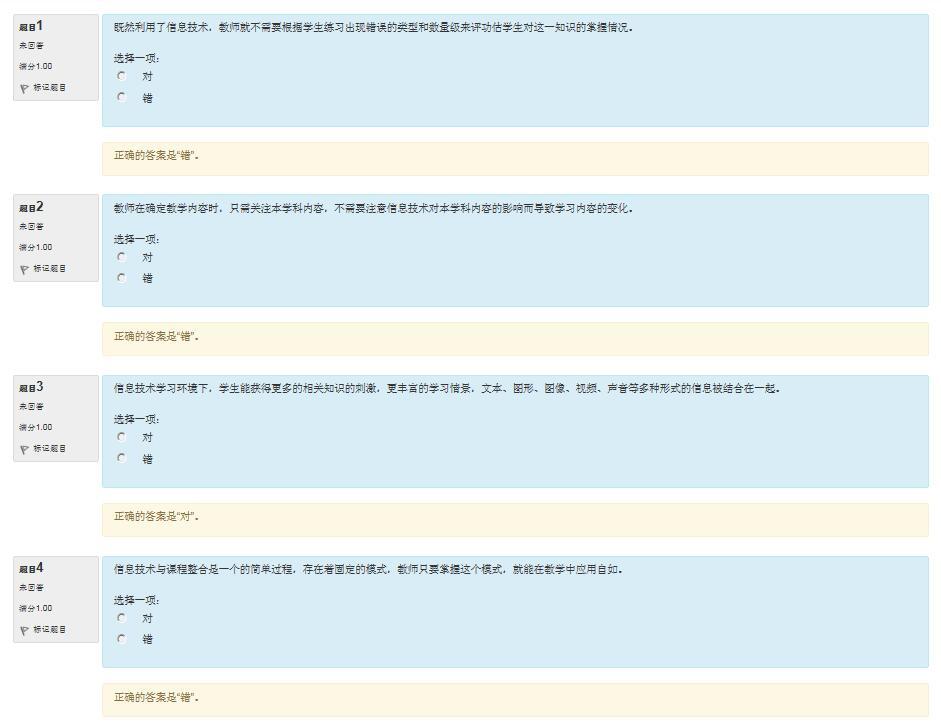 题目1
未回答
满分1.00
标记题目
既然利用了信息技术，教师就不需要根据学生练习出现错误的类型和数量级来评功估学生对这一知识的掌握情况。
选择一项：
对
错
正确的答案是“错”。
题目2
未回答
满分1.00
标记题目
教师在确定教学内容时，只需关注本学科内容，不需要注意信息技术对本学科内容的影响而导致学习内容的变化。
选择一项：
对
错
正确的答案是“错”。
题目3
未回答
满分1.00
标记题目
信息技术学习环境下，学生能获得更多的相关知识的刺激，更丰富的学习情景，文本、图形、图像、视频、声音等多种形式的信息被结合在一起。
选择一项：
对
错
正确的答案是“对”。
题目4
未回答
满分1.00
标记题目
信息技术与课程整合是一个的简单过程，存在着固定的模式，教师只要掌握这个模式，就能在教学中应用自如。
选择一项：
对
错
正确的答案是“错”。